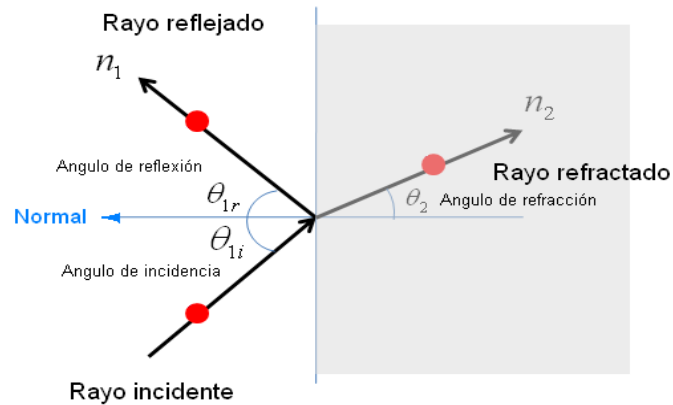 Rayo reflejado
n₁
n₂
Rayo refractado
Angulo de reflexión
θ₁ᵣ
θ₂
Angulo de refracción
Normal
θ₁ᵢ
Angulo de incidencia
Rayo incidente